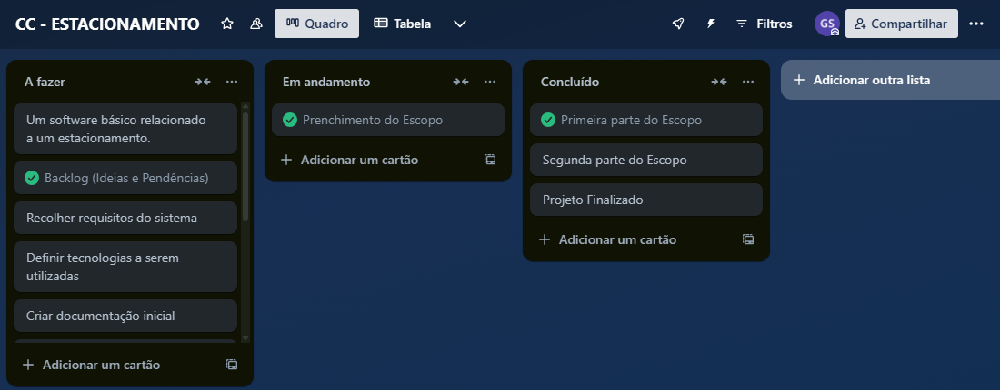 CC - ESTACIONAMENTO
Quadro
Tabela
Filtros
GS
Compartilhar
A fazer
Um software básico relacionado
a um estacionamento.
Backlog (Ideias e Pendências)
Recolher requisitos do sistema
Definir tecnologias a serem
utilizadas
Criar documentação inicial
+ Adicionar um cartão
Em andamento
Prenchimento do Escopo
+ Adicionar um cartão
Concluído
Primeira parte do Escopo
Segunda parte do Escopo
Projeto Finalizado
+ Adicionar um cartão
+ Adicionar outra lista